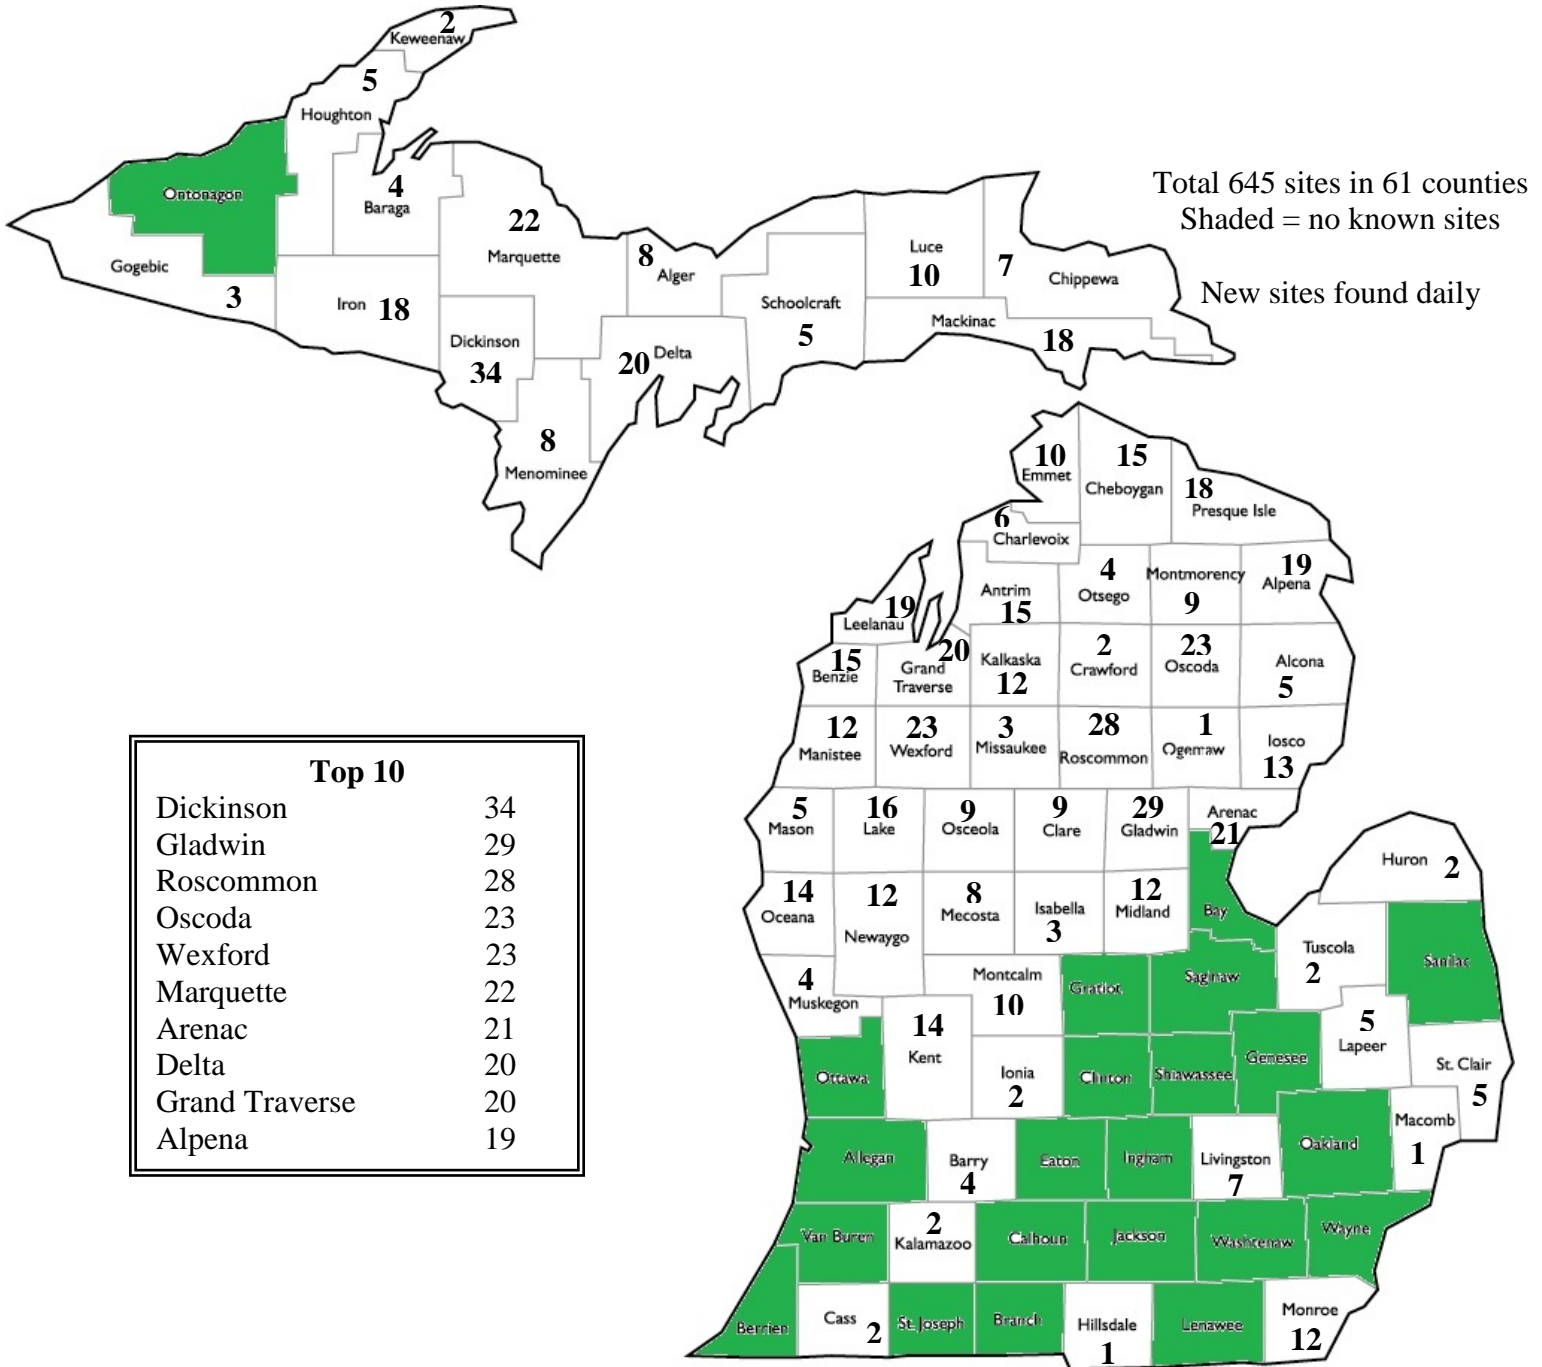 2
Keweenaw
5
Houghton
Ontonagon
4
Baraga
22
Marquette
8
Alger
Luce
10
7
Chippewa
Total 645 sites in 61 counties
Shaded = no known sites
New sites found daily
Gogebic
3
Iron 18
Dickinson
34
20 Delta
Schoolcraft
5
Mackinac
18
8
Menominee
10
Emmet
15
Cheboygan
18
Presque Isle
6
Charlevoix
Antrim
15
4
Otsego
Montmorency
9
19
Alpena
19
Leelanau
15
Benzie
20
Grand
Traverse
Kalkaska
12
2
Crawford
23
Oscoda
Alcona
5
12
Manistee
23
Wexford
3
Missaukee
28
Roscommon
1
Ogemaw
Iosco
13
Top 10
Dickinson 34
Gladwin 29
Roscommon 28
Oscoda 23
Wexford 23
Marquette 22
Arenac 21
Delta 20
Grand Traverse 20
Alpena 19
5
Mason
16
Lake
9
Osceola
9
Clare
29
Gladwin
Arenac
21
Huron 2
14
Oceana
12
Newaygo
8
Mecosta
Isabella
3
12
Midland
Bay
Tuscola
2
Sanilac
4
Muskegon
Montcalm
10
Gratiot
Saginaw
14
Kent
Ionia
2
Ottawa
Clinton
Shiawassee
Genesee
5
Lapeer
St. Clair
5
Macomb
1
Allegan
Barry
4
Eaton
Ingham
Livingston
7
Oakland
Van Buren
2
Kalamazoo
Calhoun
Jackson
Washtenaw
Wayne
Berrien
Cass
2
St. Joseph
Branch
Hillsdale
1
Lenawee
Monroe
12